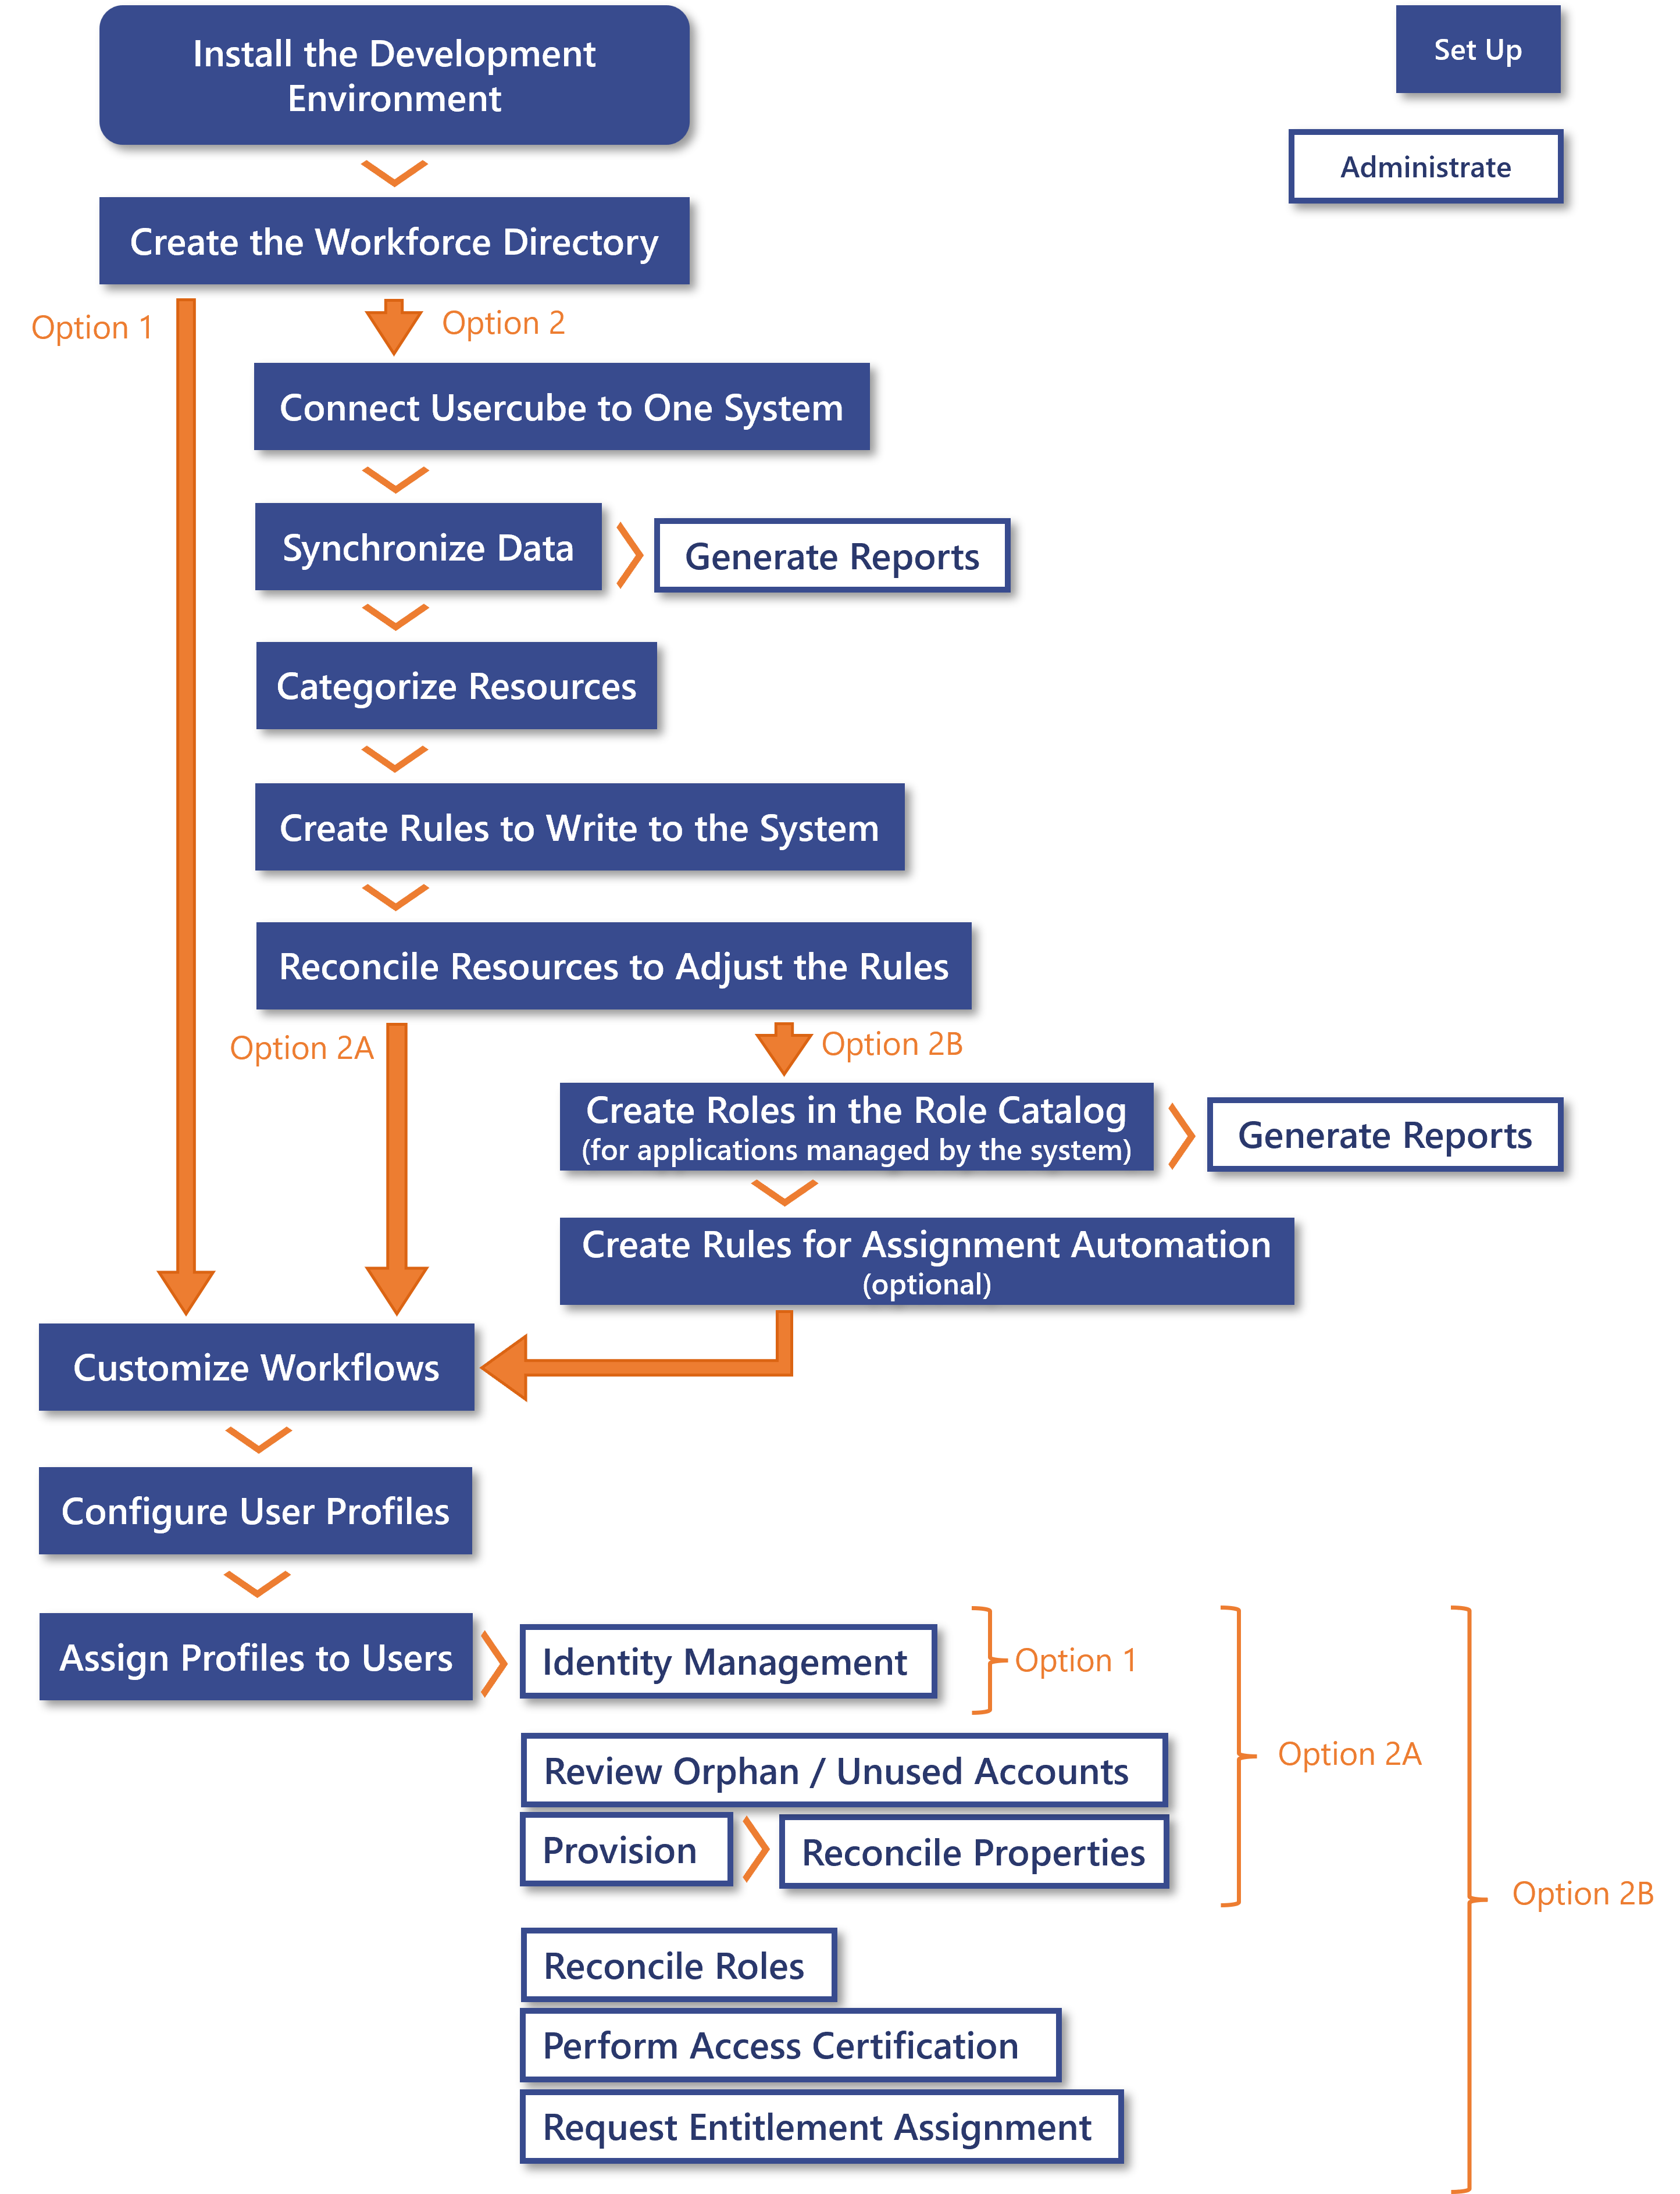 Install the Development
Environment
Set Up
Administrate
Create the Workforce Directory
Option 1
Option 2
Connect Usercube to One System
Synchronize Data
Generate Reports
Categorize Resources
Create Rules to Write to the System
Reconcile Resources to Adjust the Rules
Option 2A
Option 2B
Create Roles in the Role Catalog
(for applications managed by the system)
Generate Reports
Create Rules for Assignment Automation
(optional)
Customize Workflows
Configure User Profiles
Assign Profiles to Users
Identity Management
Option 1
Review Orphan / Unused Accounts
Option 2A
Provision
Reconcile Properties
Option 2B
Reconcile Roles
Perform Access Certification
Request Entitlement Assignment